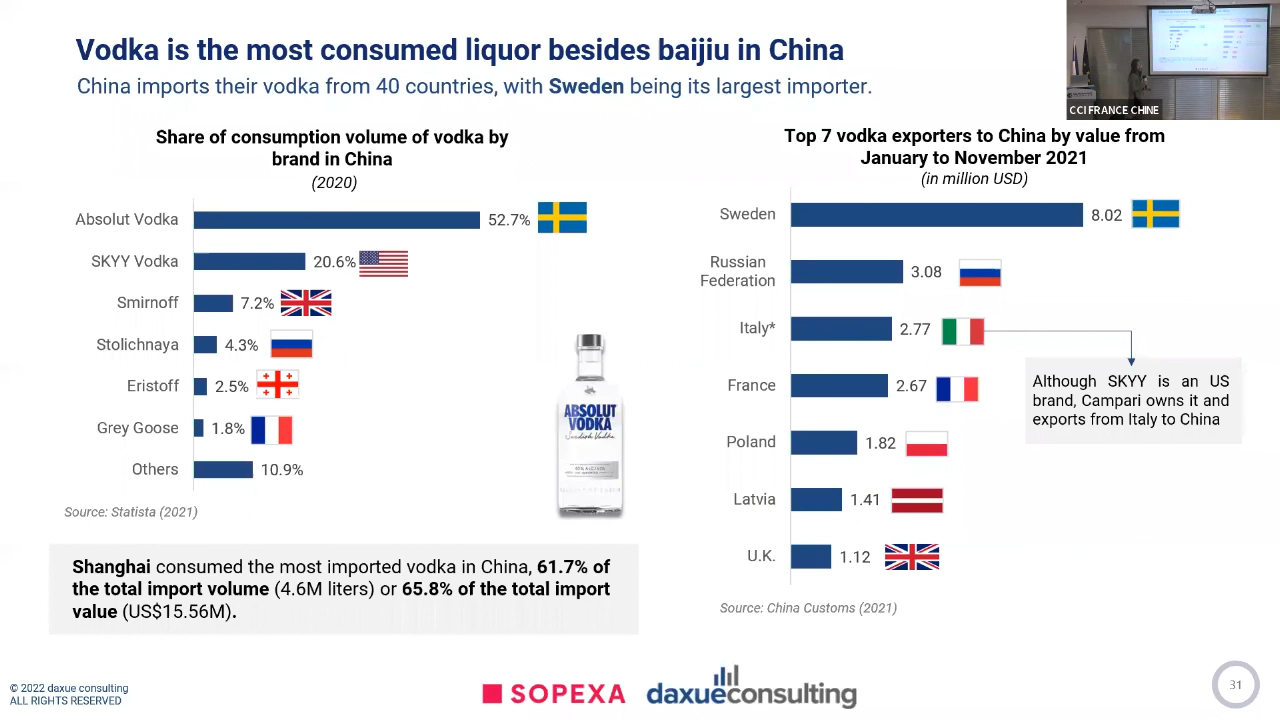 Vodka is the most consumed liquor besides baijiu in China
China imports their vodka from 40 countries, with Sweden being its largest importer.
CCI FRANCE CHINE
Share of consumption volume of vodka by
brand in China
(2020)
Absolut Vodka 52.7%
SKYY Vodka 20.6%
Smirnoff 7.2%
Stolichnaya 4.3%
Eristoff 2.5%
Grey Goose 1.8%
Others 10.9%
Source: Statista (2021)
ABSOLUT
VODKA
Swedish Vodka
Shanghai consumed the most imported vodka in China, 61.7% of
the total import volume (4.6M liters) or 65.8% of the total import
value (US$15.56M).
Top 7 vodka exporters to China by value from
January to November 2021
(in million USD)
Sweden 8.02
Russian
Federation 3.08
Italy* 2.77
France 2.67
Poland 1.82
Latvia 1.41
U.K. 1.12
Although SKYY is an US
brand, Campari owns it and
exports from Italy to China
Source: China Customs (2021)
© 2022 daxue consulting
ALL RIGHTS RESERVED
SOPEXA
daxueconsulting
31